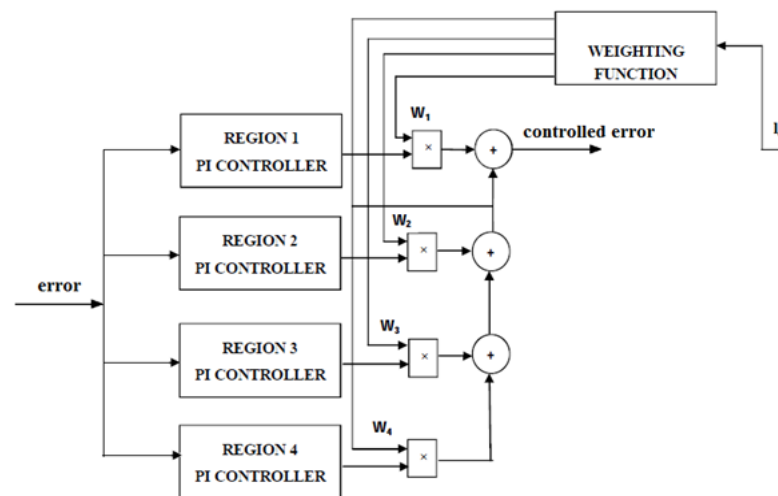 WEIGHTING
FUNCTION
W₁
controlled error
REGION 1
PI CONTROLLER
×
+
W₂
REGION 2
PI CONTROLLER
×
+
error
W₃
REGION 3
PI CONTROLLER
×
+
W₄
REGION 4
PI CONTROLLER
×